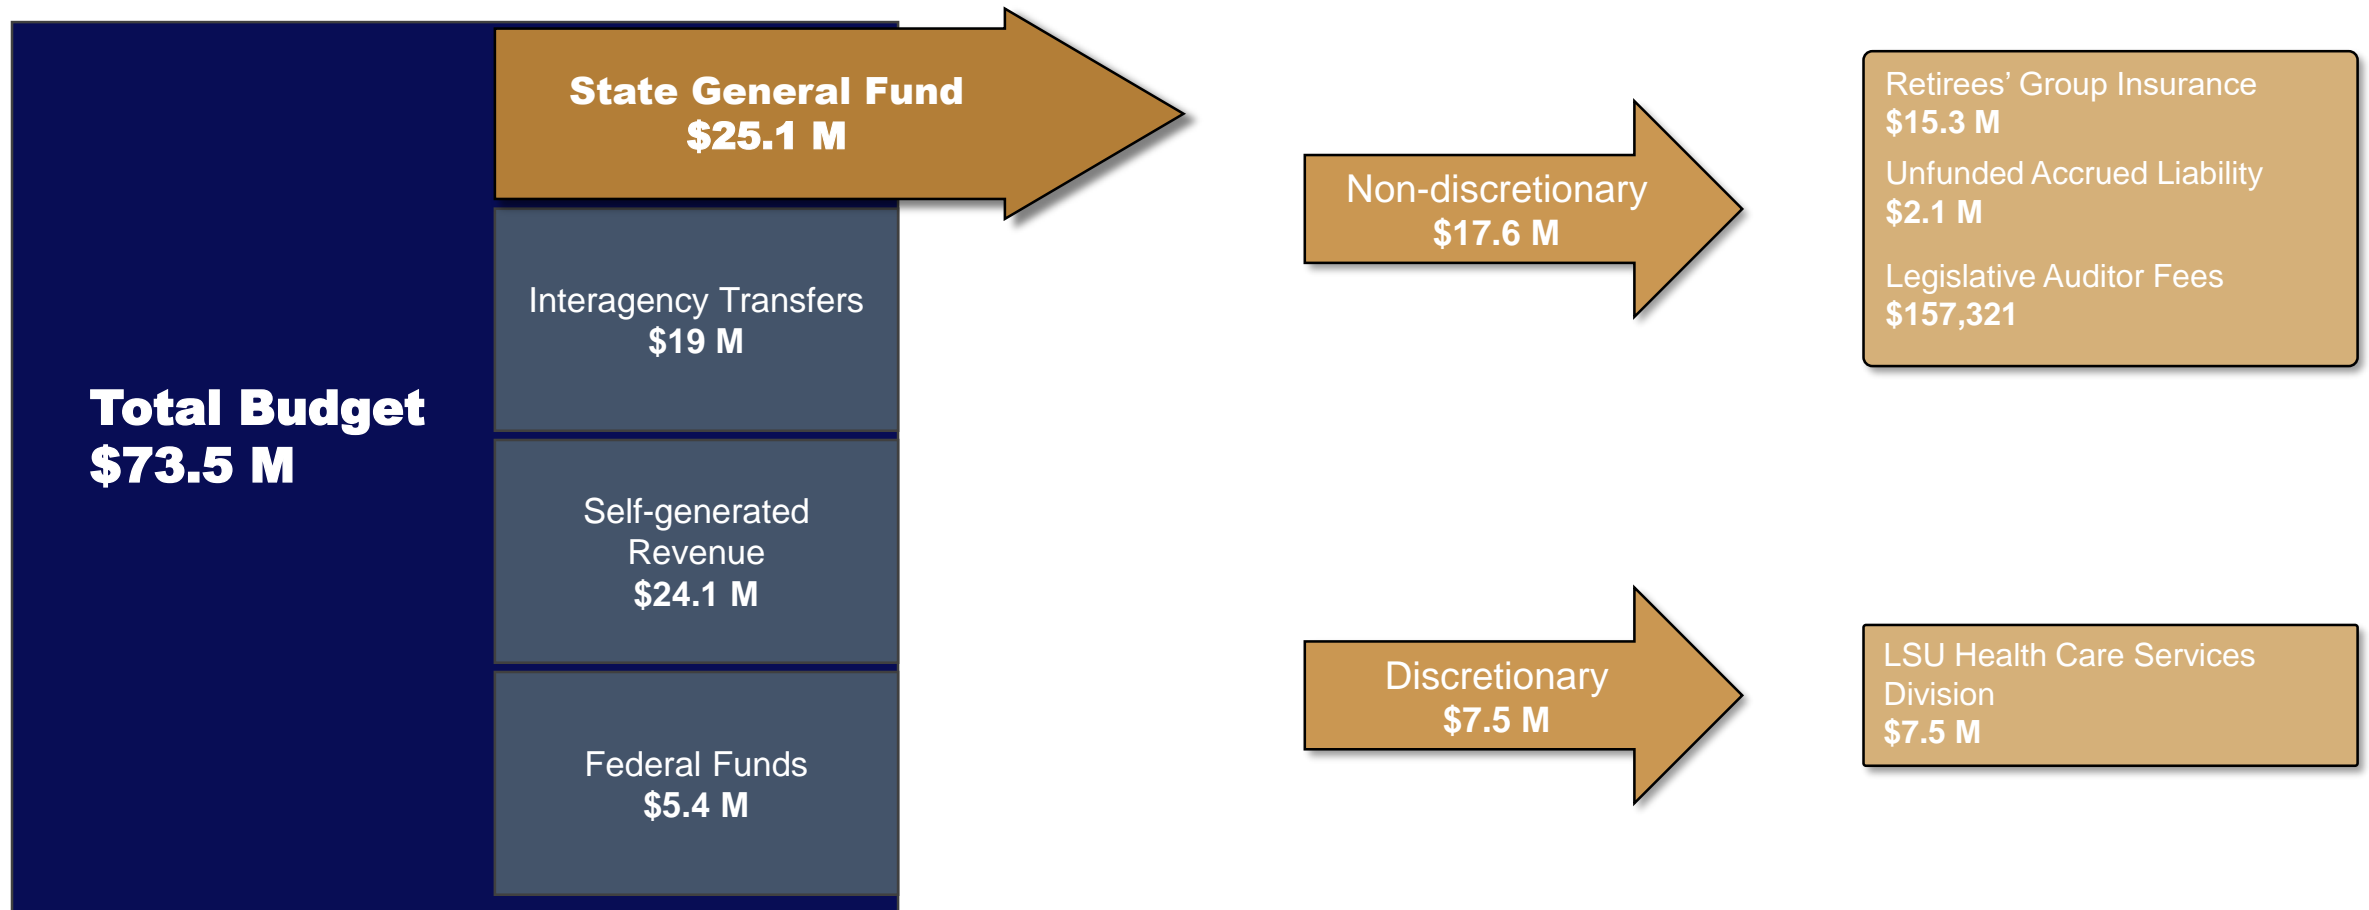 Total Budget
$73.5 M
State General Fund
$25.1 M
Interagency Transfers
$19 M
Self-generated
Revenue
$24.1 M
Federal Funds
$5.4 M
Non-discretionary
$17.6 M
Retirees’ Group Insurance
$15.3 M
Unfunded Accrued Liability
$2.1 M
Legislative Auditor Fees
$157,321
Discretionary
$7.5 M
LSU Health Care Services
Division
$7.5 M